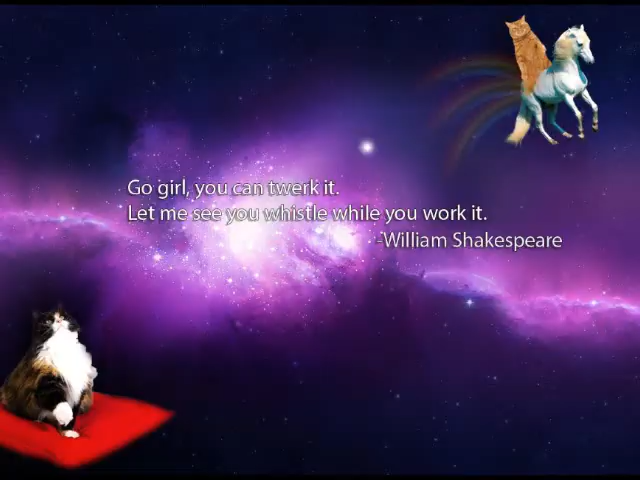 Go girl, you can twerk it.
Let me see you whistle while you work it.
-William Shakespeare